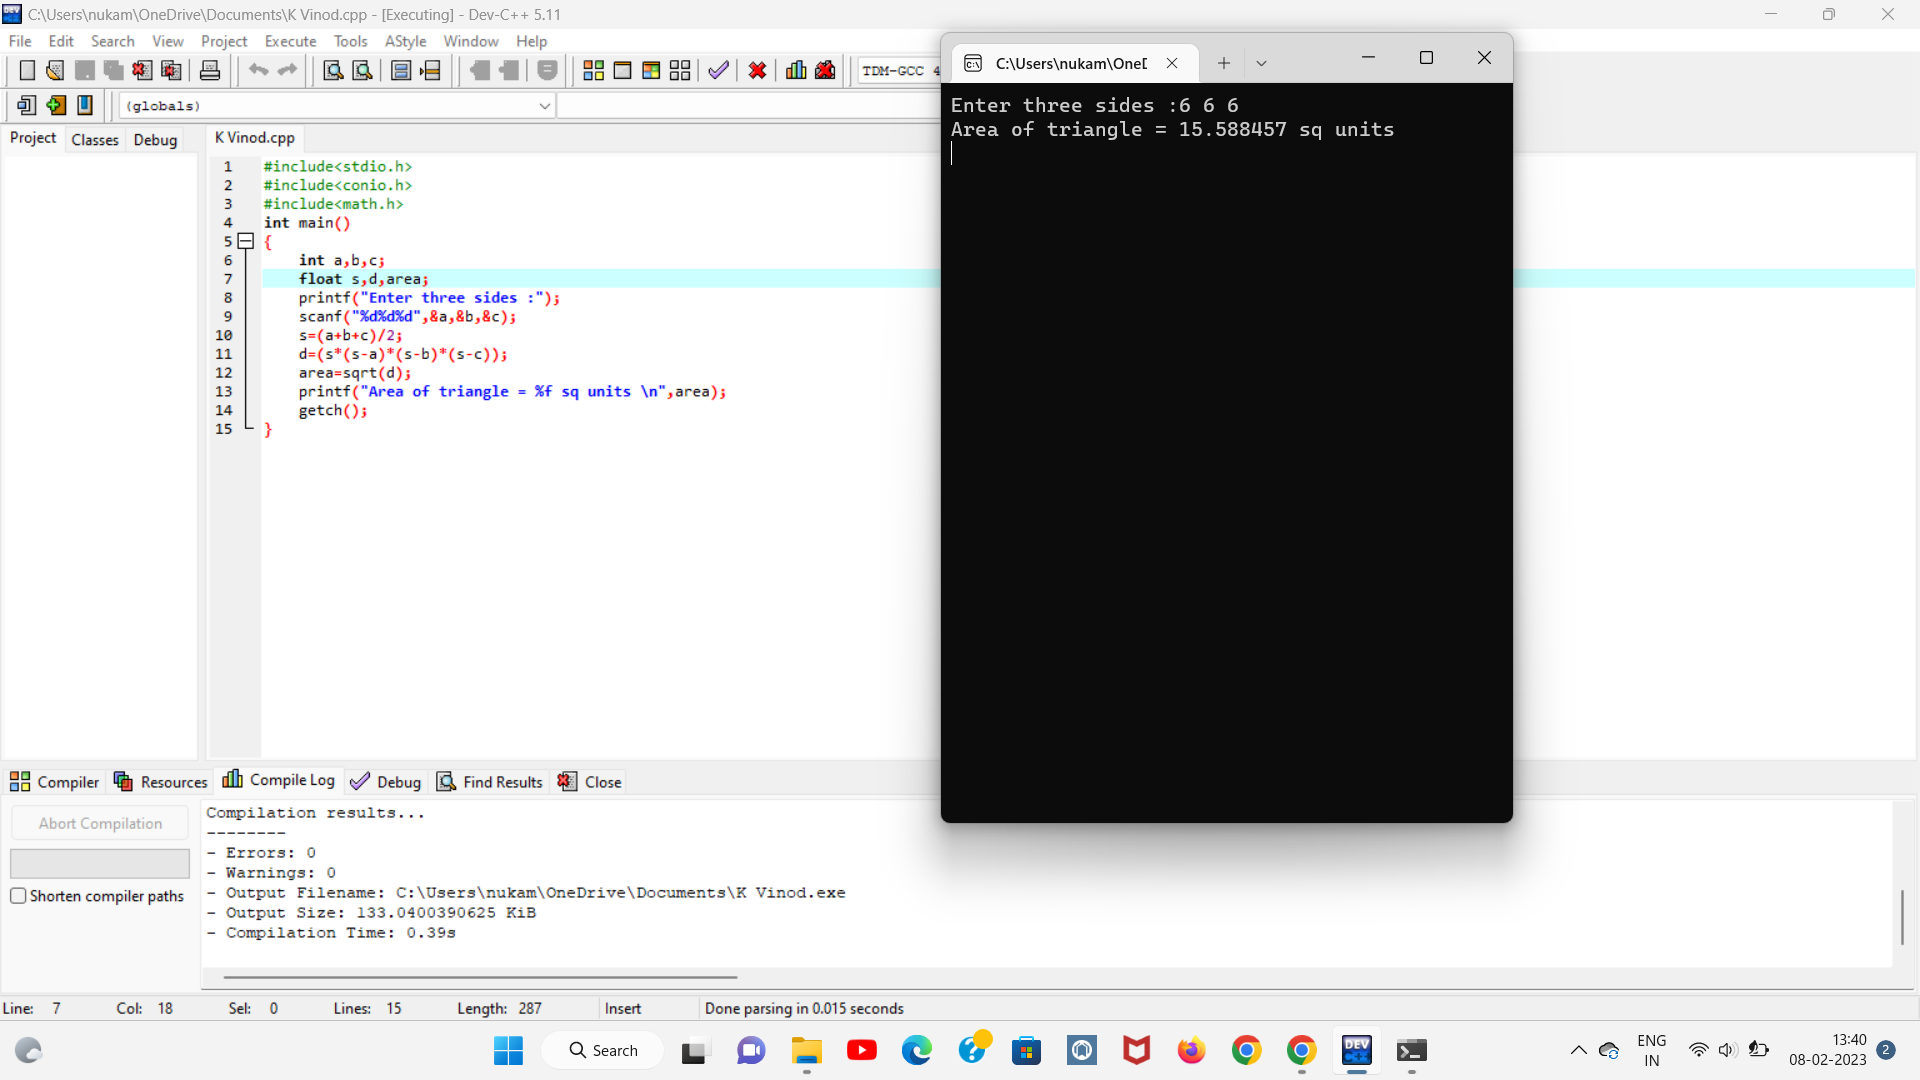 C:\Users\nukam\OneDrive\Documents\K Vinod.cpp - [Executing] - Dev-C++ 5.11
File Edit Search View Project Execute Tools AStyle Window Help
TDM-GCC 4
(globals)
Project Classes Debug
K Vinod.cpp
1 #include<stdio.h>
2 #include<conio.h>
3 #include<math.h>
4 int main()
5 {
6 int a,b,c;
7 float s,d,area;
8 printf("Enter three sides :");
9 scanf("%d%d%d",&a,&b,&c);
10 s=(a+b+c)/2;
11 d=(s*(s-a)*(s-b)*(s-c));
12 area=sqrt(d);
13 printf("Area of triangle = %f sq units \n",area);
14 getch();
15 }
C:\Users\nukam\OneD
Enter three sides :6 6 6
Area of triangle = 15.588457 sq units
Compiler Resources Compile Log Debug Find Results Close
Abort Compilation
Shorten compiler paths
Compilation results...
--------
- Errors: 0
- Warnings: 0
- Output Filename: C:\Users\nukam\OneDrive\Documents\K Vinod.exe
- Output Size: 133.0400390625 KiB
- Compilation Time: 0.39s
Line: 7 Col: 18 Sel: 0 Lines: 15 Length: 287 Insert Done parsing in 0.015 seconds
Search
DEV C++
ENG
IN
13:40
08-02-2023
2